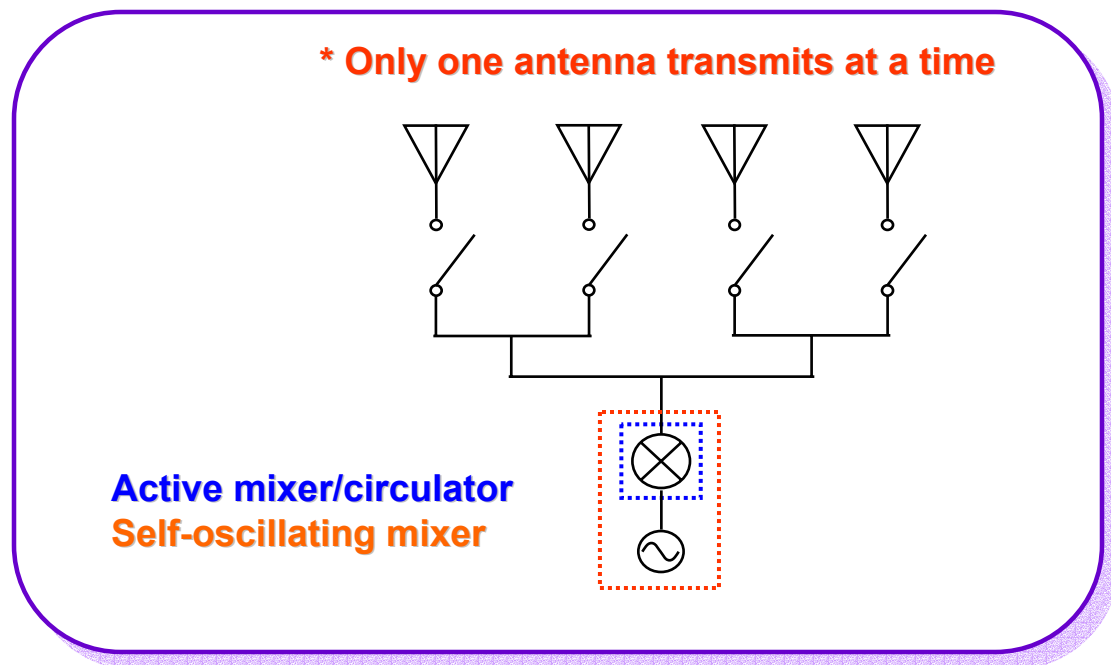 * Only one antenna transmits at a time
Active mixer/circulator
Self-oscillating mixer